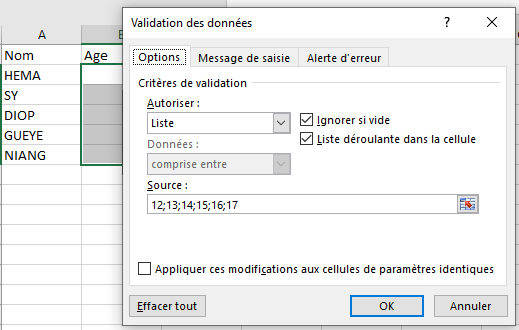 A
Nom Age
HEMA
SY
DIOP
GUEYE
NIANG
Validation des données
?
Options Message de saisie Alerte d'erreur
Critères de validation
Autoriser :
Liste
Ignorer si vide
Liste déroulante dans la cellule
Données :
comprise entre
Source :
12;13;14;15;16;17
Appliquer ces modifications aux cellules de paramètres identiques
Effacer tout OK Annuler